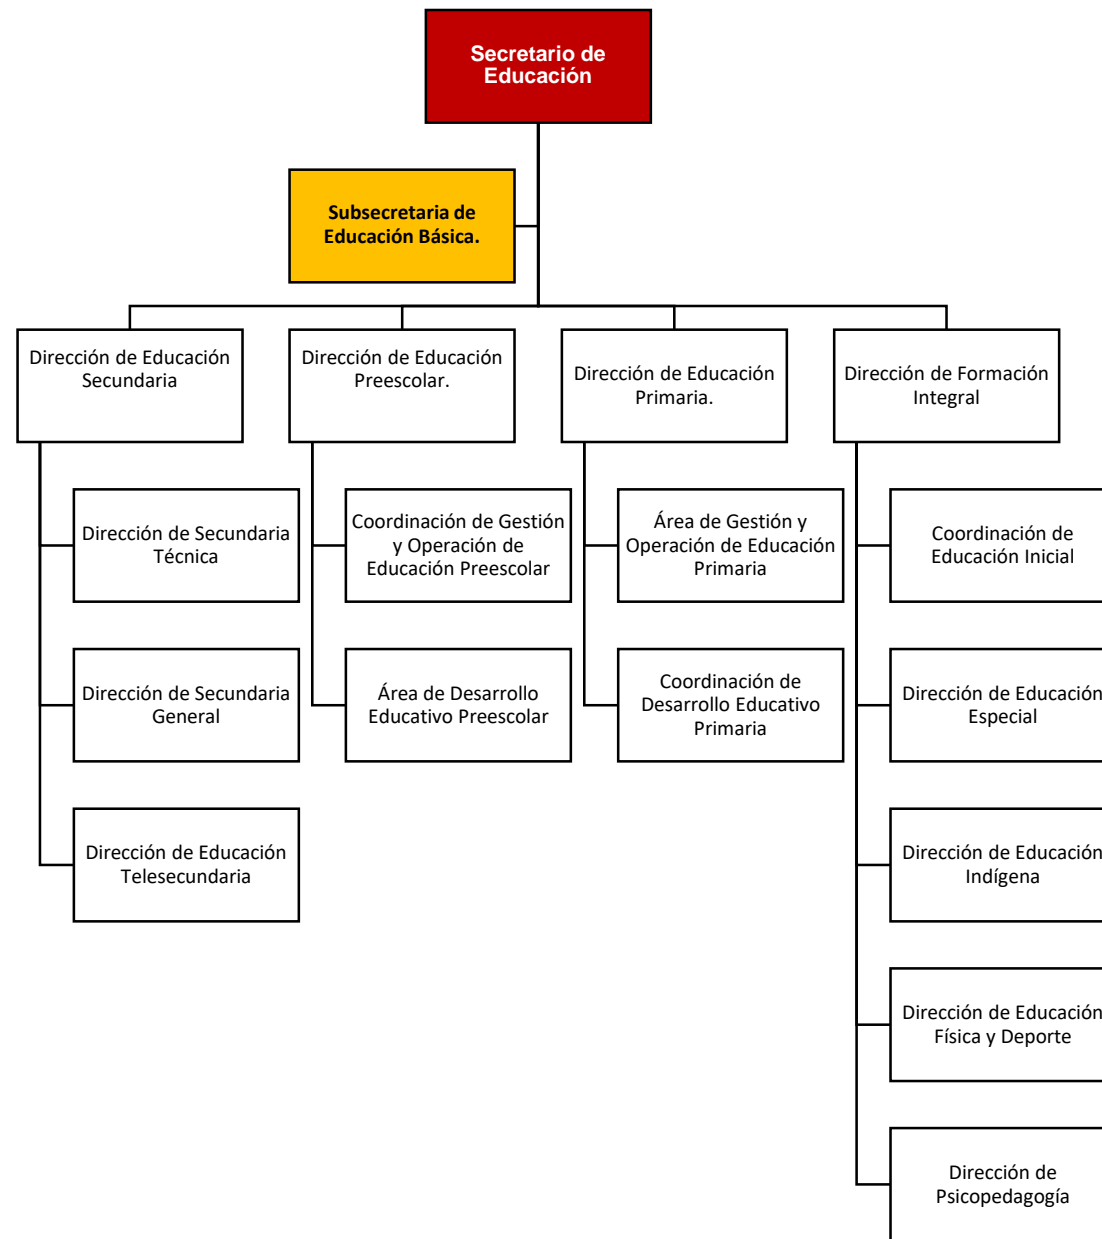 Secretario de
Educación
Subsecretaria de
Educación Básica.
Dirección de Educación
Secundaria
Dirección de Educación
Preescolar.
Dirección de Educación
Primaria.
Dirección de Formación
Integral
Dirección de Secundaria
Técnica
Coordinación de Gestión
y Operación de
Educación Preescolar
Área de Gestión y
Operación de Educación
Primaria
Coordinación de
Educación Inicial
Dirección de Secundaria
General
Área de Desarrollo
Educativo Preescolar
Coordinación de
Desarrollo Educativo
Primaria
Dirección de Educación
Especial
Dirección de Educación
Telesecundaria
Dirección de Educación
Indígena
Dirección de Educación
Física y Deporte
Dirección de
Psicopedagogía